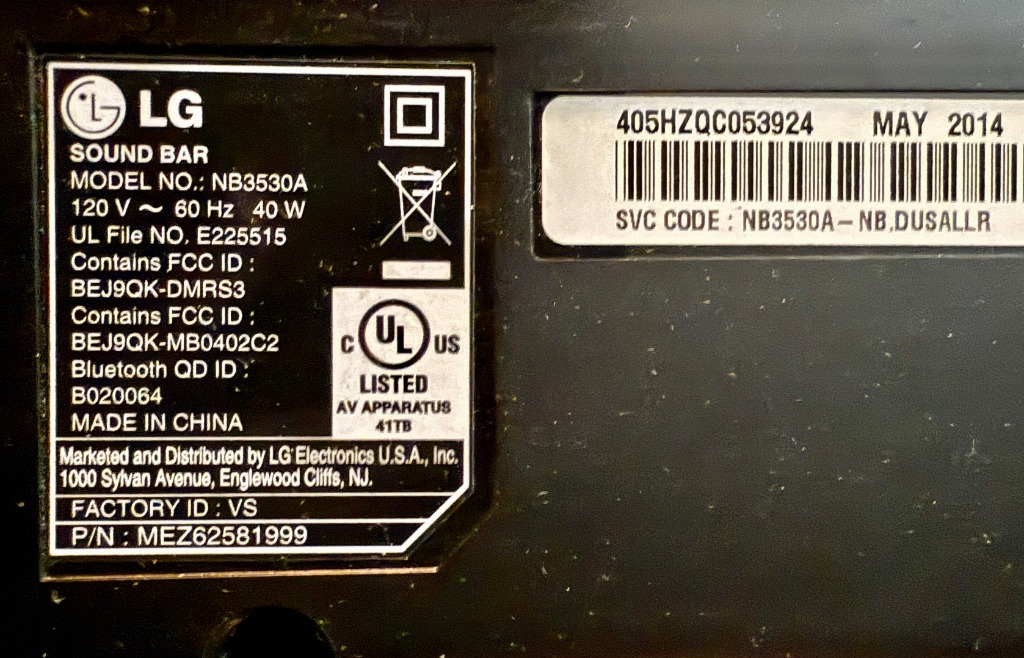 LG
SOUND BAR
MODEL NO.: NB3530A
120 V ~ 60 Hz 40 W
UL File NO. E225515
Contains FCC ID :
BEJ9QK-DMRS3
Contains FCC ID :
BEJ9QK-MB0402C2
Bluetooth QD ID :
B020064
MADE IN CHINA
C UL US
LISTED
AV APPARATUS
41TB
Marketed and Distributed by LG Electronics U.S.A., Inc.
1000 Sylvan Avenue, Englewood Cliffs, NJ.
FACTORY ID : VS
P/N : MEZ62581999
405HZQC053924 MAY 2014
SVC CODE : NB3530A-NB.DUSALLR